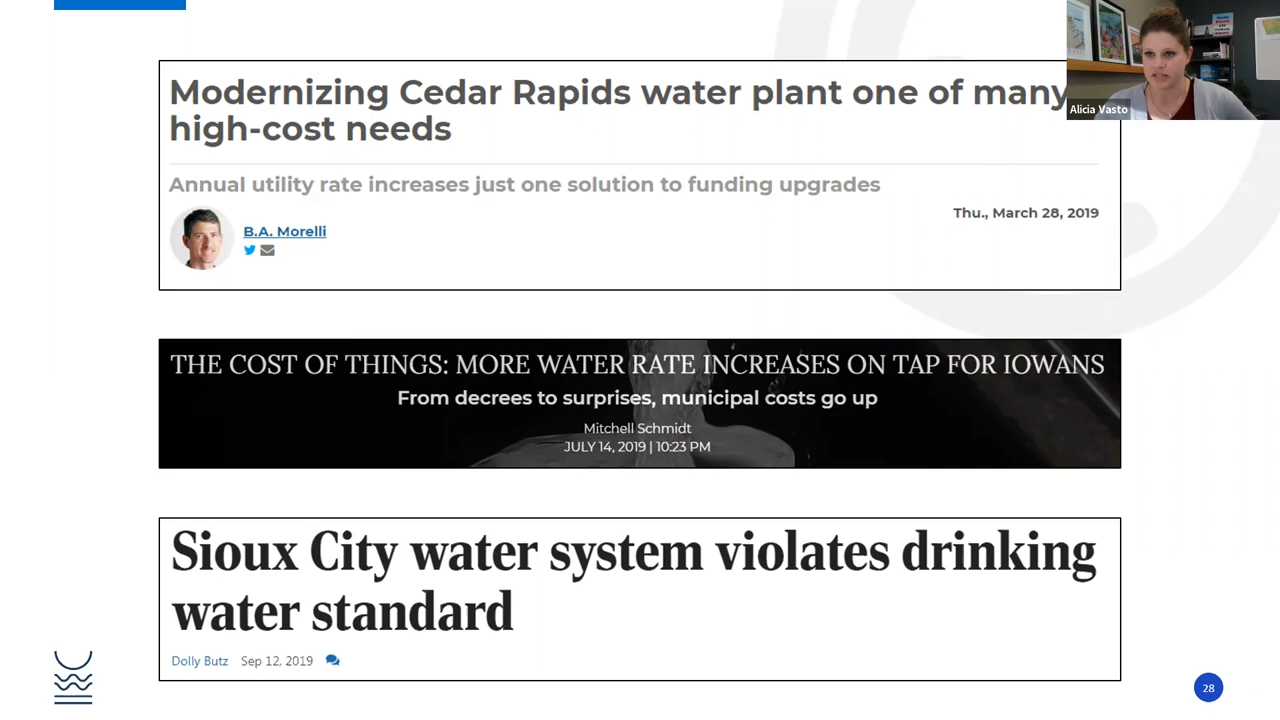 Modernizing Cedar Rapids water plant one of many
high-cost needs
Annual utility rate increases just one solution to funding upgrades
Thu., March 28, 2019
B.A. Morelli
Alicia Vasto
THE COST OF THINGS: MORE WATER RATE INCREASES ON TAP FOR IOWANS
From decrees to surprises, municipal costs go up
Mitchell Schmidt
JULY 14, 2019 | 10:23 PM
Sioux City water system violates drinking
water standard
Dolly Butz Sep 12, 2019
28